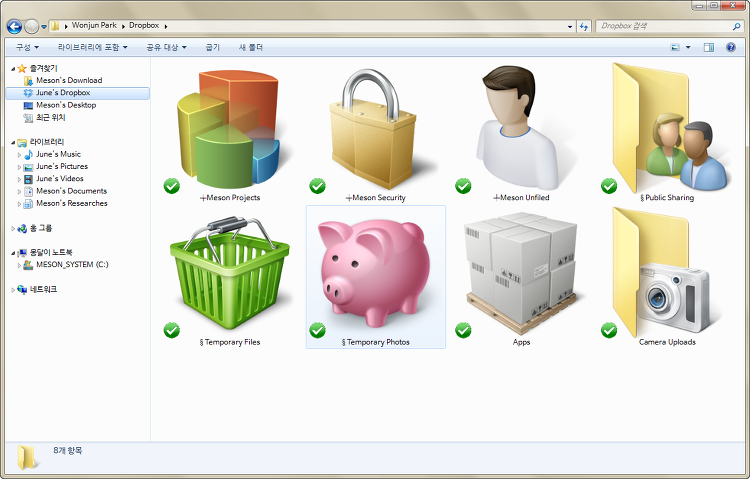 Wonjun Park ▸ Dropbox ▸
Dropbox 검색
구성 ▼ 라이브러리에 포함 ▼ 공유 대상 ▼ 굽기 새 폴더
즐겨찾기
Meson's Download
June's Dropbox
Meson's Desktop
최근 위치
라이브러리
June's Music
June's Pictures
June's Videos
Meson's Documents
Meson's Researches
홈 그룹
몽달이 노트북
MESON_SYSTEM (C:)
네트워크
┼Meson Projects
┼Meson Security
┼Meson Unfiled
§ Public Sharing
§ Temporary Files
§ Temporary Photos
Apps
Camera Uploads
8개 항목